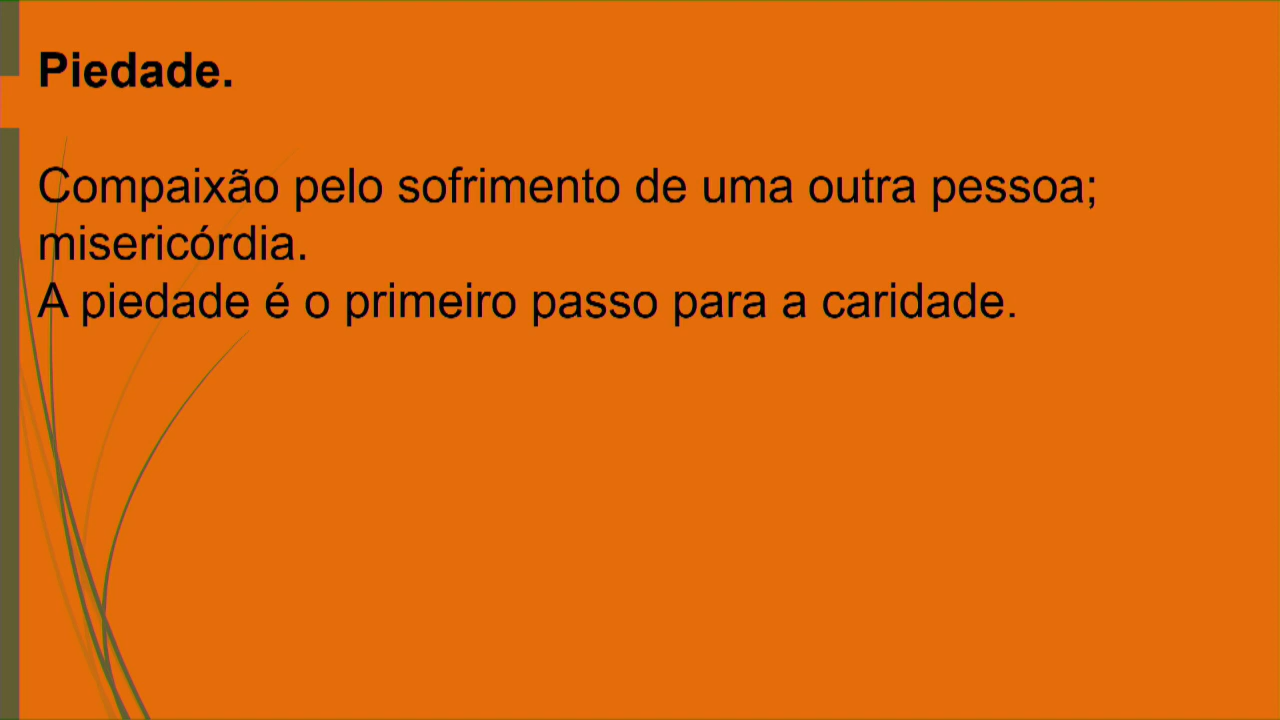 Piedade.
Compaixão pelo sofrimento de uma outra pessoa;
misericórdia.
A piedade é o primeiro passo para a caridade.